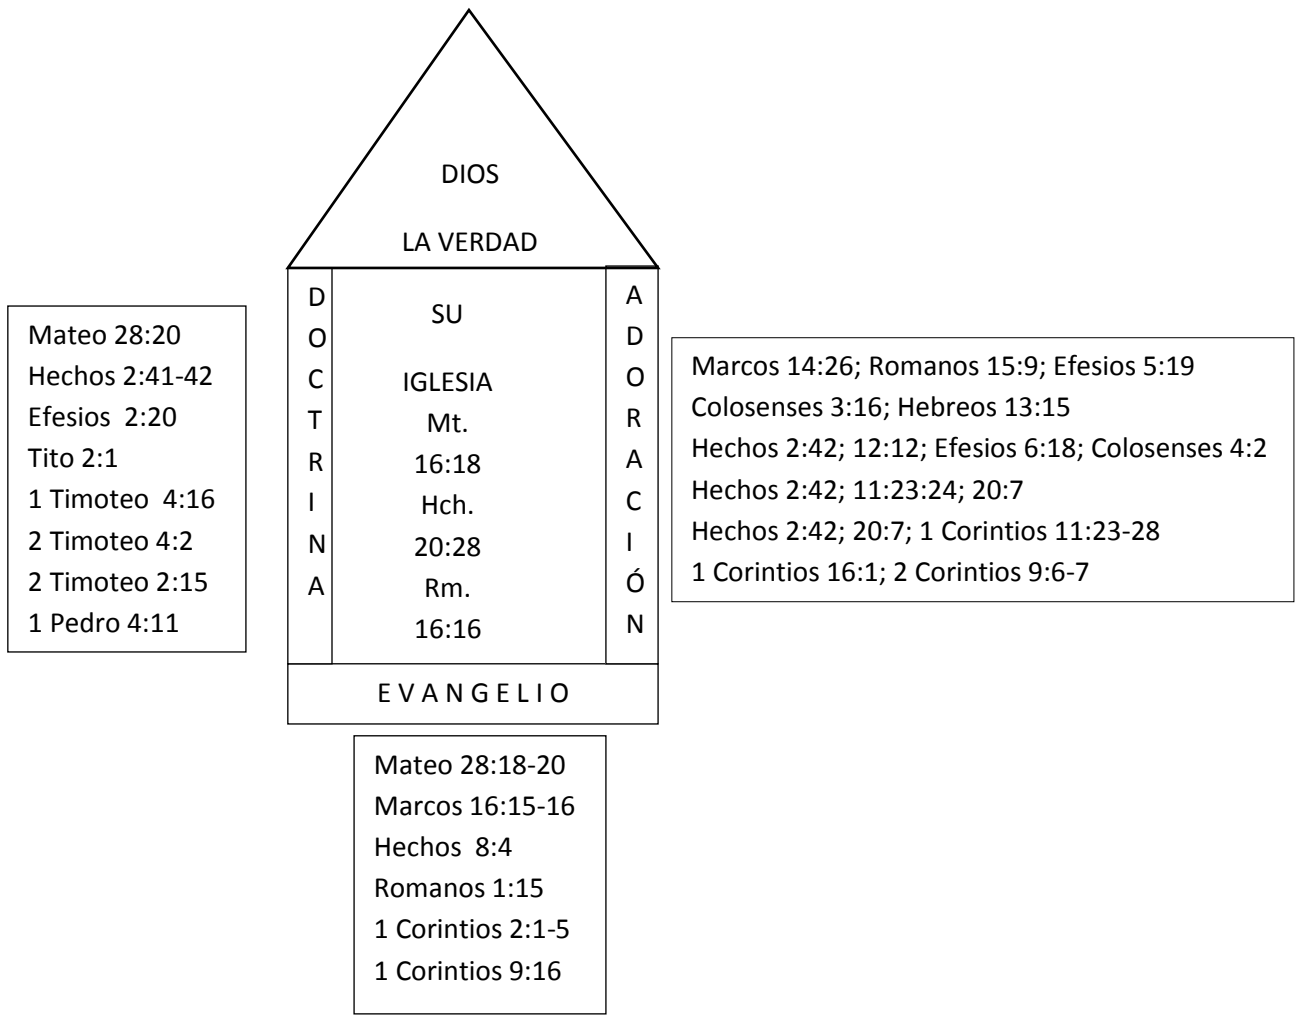 DIOS
LA VERDAD
DOCTRINA
SU
IGLESIA
Mt.
16:18
Hch.
20:28
Rm.
16:16
ADORACIÓN
E V A N G E L I O
Mateo 28:20
Hechos 2:41-42
Efesios  2:20
Tito 2:1
1 Timoteo  4:16
2 Timoteo 4:2
2 Timoteo 2:15
1 Pedro 4:11
Marcos 14:26; Romanos 15:9; Efesios 5:19
Colosenses 3:16; Hebreos 13:15
Hechos 2:42; 12:12; Efesios 6:18; Colosenses 4:2
Hechos 2:42; 11:23:24; 20:7
Hechos 2:42; 20:7; 1 Corintios 11:23-28
1 Corintios 16:1; 2 Corintios 9:6-7
Mateo 28:18-20
Marcos 16:15-16
Hechos  8:4
Romanos 1:15
1 Corintios 2:1-5
1 Corintios 9:16